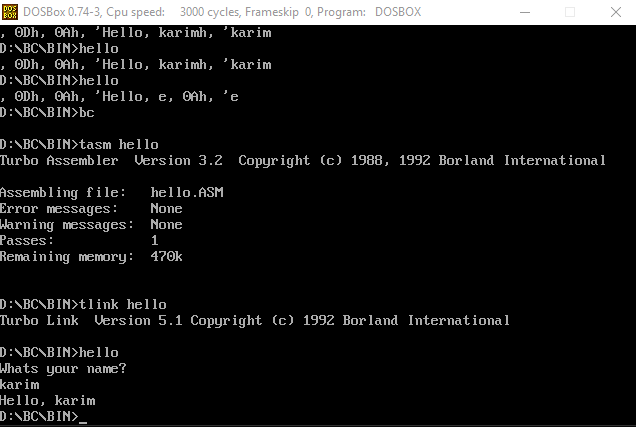 DOS BOX DOSBox 0.74-3, Cpu speed: 3000 cycles, Frameskip 0, Program: DOSBOX
, 0Dh, 0Ah, 'Hello, karimh, 'karim
D:\BC\BIN>hello
, 0Dh, 0Ah, 'Hello, karimh, 'karim
D:\BC\BIN>hello
, 0Dh, 0Ah, 'Hello, e, 0Ah, 'e
D:\BC\BIN>bc
D:\BC\BIN>tasm hello
Turbo Assembler  Version 3.2  Copyright (c) 1988, 1992 Borland International
Assembling file:   hello.ASM
Error messages:    None
Warning messages:  None
Passes:            1
Remaining memory:  470k
D:\BC\BIN>tlink hello
Turbo Link  Version 5.1 Copyright (c) 1992 Borland International
D:\BC\BIN>hello
Whats your name?
karim
Hello, karim
D:\BC\BIN>_